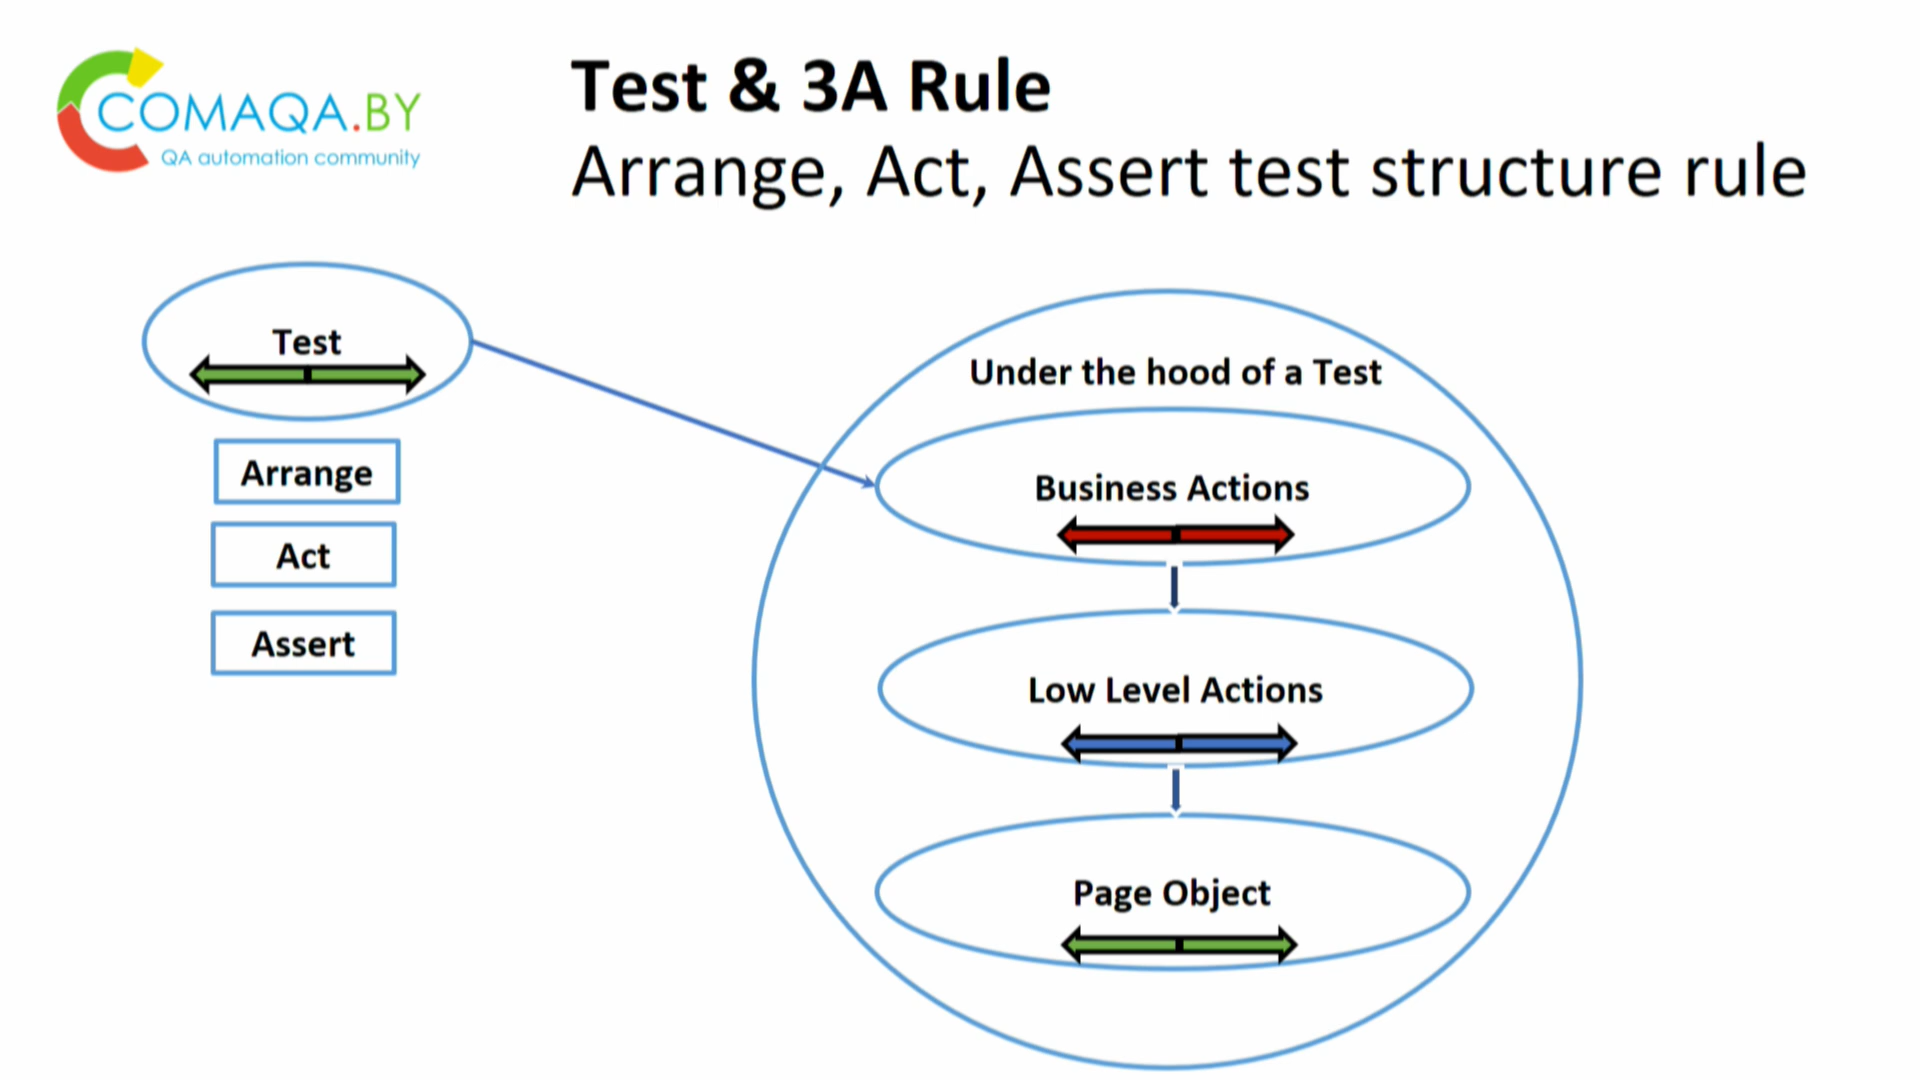 COMAQA.BY
QA automation community
Test & 3A Rule
Arrange, Act, Assert test structure rule
Test
Arrange
Act
Assert
Under the hood of a Test
Business Actions
Low Level Actions
Page Object